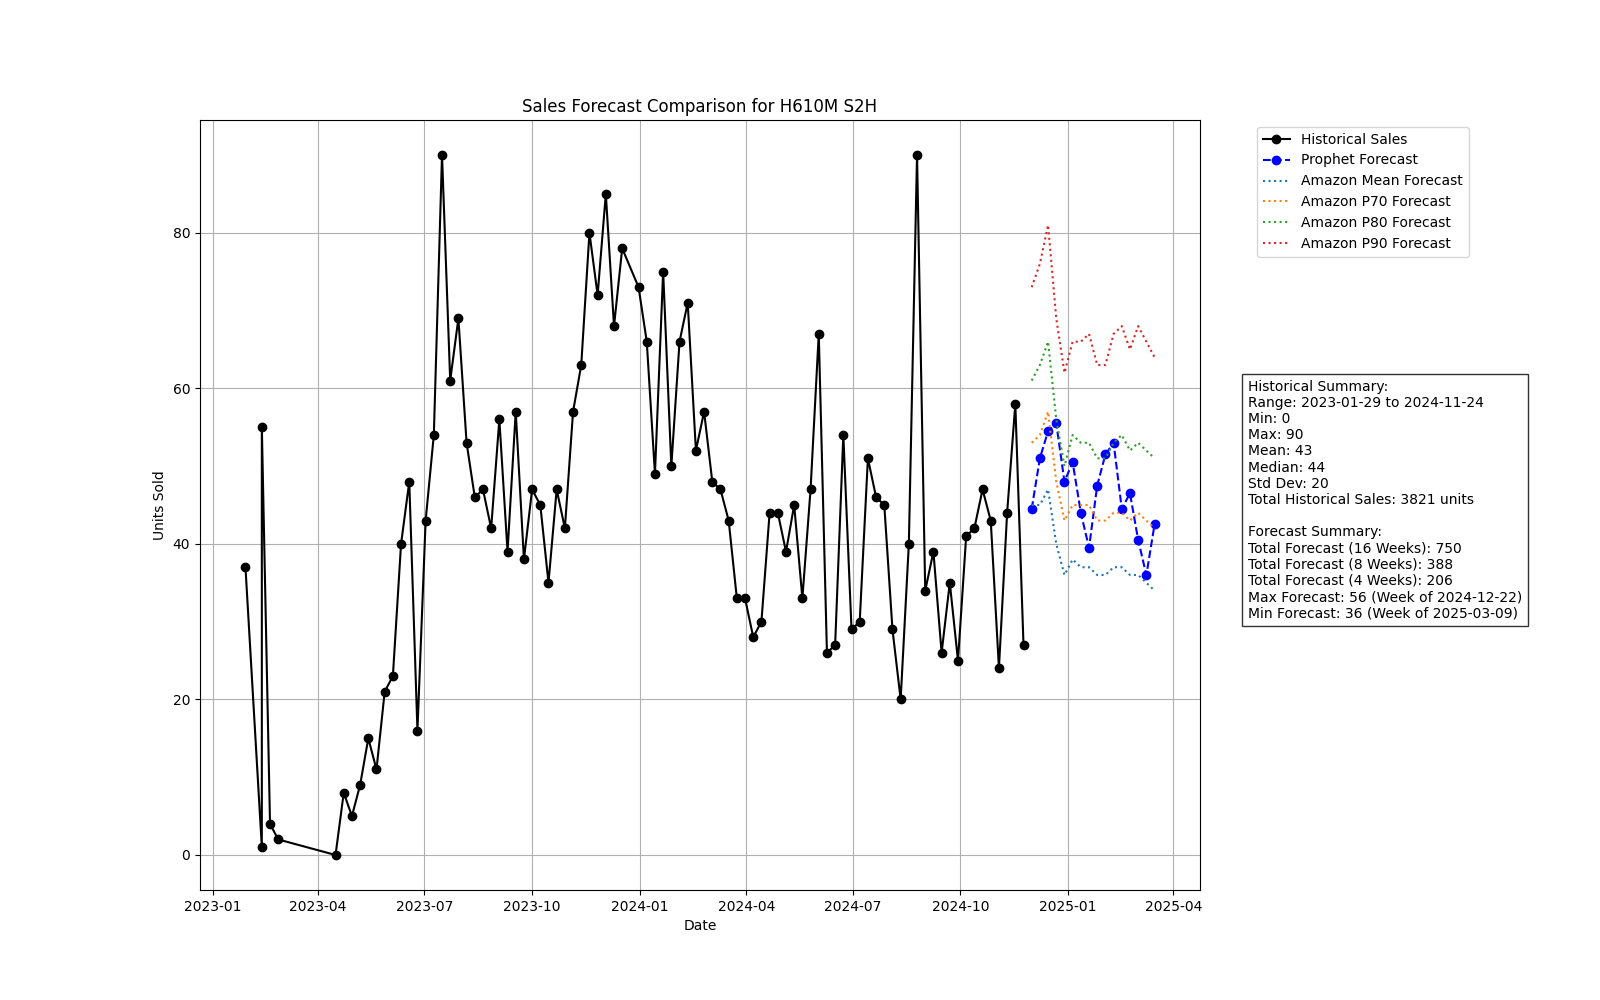 Sales Forecast Comparison for H610M S2H
Historical Sales
Prophet Forecast
Amazon Mean Forecast
Amazon P70 Forecast
Amazon P80 Forecast
Amazon P90 Forecast
Units Sold
80
60
40
20
0
2023-01 2023-04 2023-07 2023-10 2024-01 2024-04 2024-07 2024-10 2025-01 2025-04
Date
Historical Summary:
Range: 2023-01-29 to 2024-11-24
Min: 0
Max: 90
Mean: 43
Median: 44
Std Dev: 20
Total Historical Sales: 3821 units
Forecast Summary:
Total Forecast (16 Weeks): 750
Total Forecast (8 Weeks): 388
Total Forecast (4 Weeks): 206
Max Forecast: 56 (Week of 2024-12-22)
Min Forecast: 36 (Week of 2025-03-09)